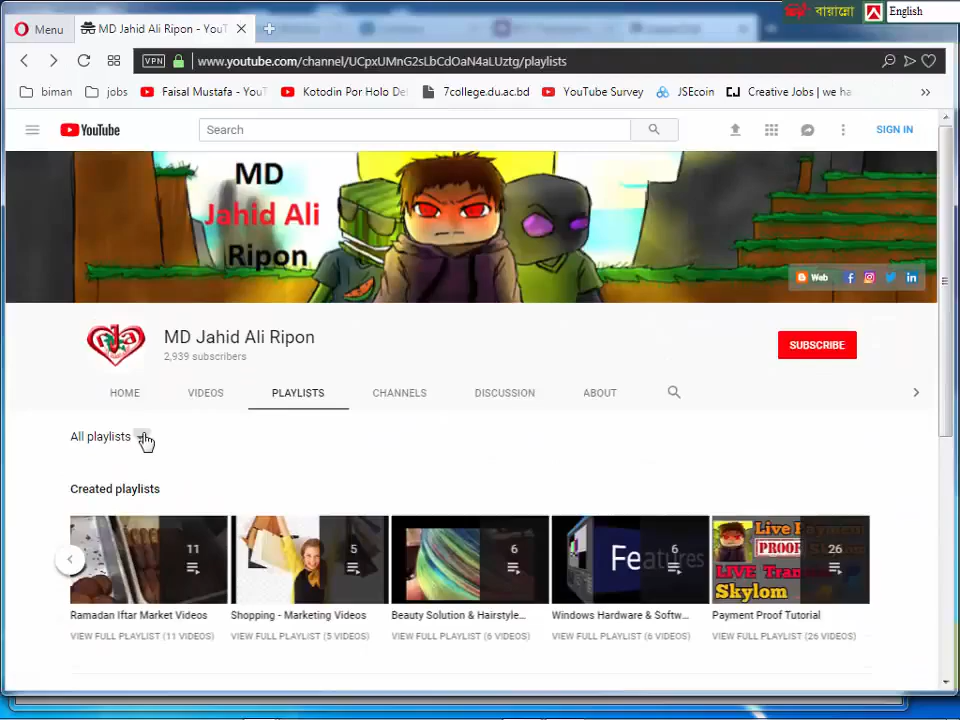 বায়ান্নো English
Menu MD Jahid Ali Ripon - YouT
VPN www.youtube.com/channel/UCpxUMnG2sLbCdOaN4aLUztg/playlists
biman jobs Faisal Mustafa - YouT Kotodin Por Holo De 7college.du.ac.bd YouTube Survey JSEcoin Creative Jobs | we ha
YouTube Search SIGN IN
MD
Jahid Ali
Ripon
Web
MD Jahid Ali Ripon
2,939 subscribers
SUBSCRIBE
HOME VIDEOS PLAYLISTS CHANNELS DISCUSSION ABOUT
All playlists
Created playlists
11 5 6 Features 6 Live Payment PROOF LIVE Skylom 26
Ramadan Iftar Market Videos Shopping - Marketing Videos Beauty Solution & Hairstyle... Windows Hardware & Softw... Payment Proof Tutorial
VIEW FULL PLAYLIST (11 VIDEOS) VIEW FULL PLAYLIST (5 VIDEOS) VIEW FULL PLAYLIST (6 VIDEOS) VIEW FULL PLAYLIST (6 VIDEOS) VIEW FULL PLAYLIST (26 VIDEOS)